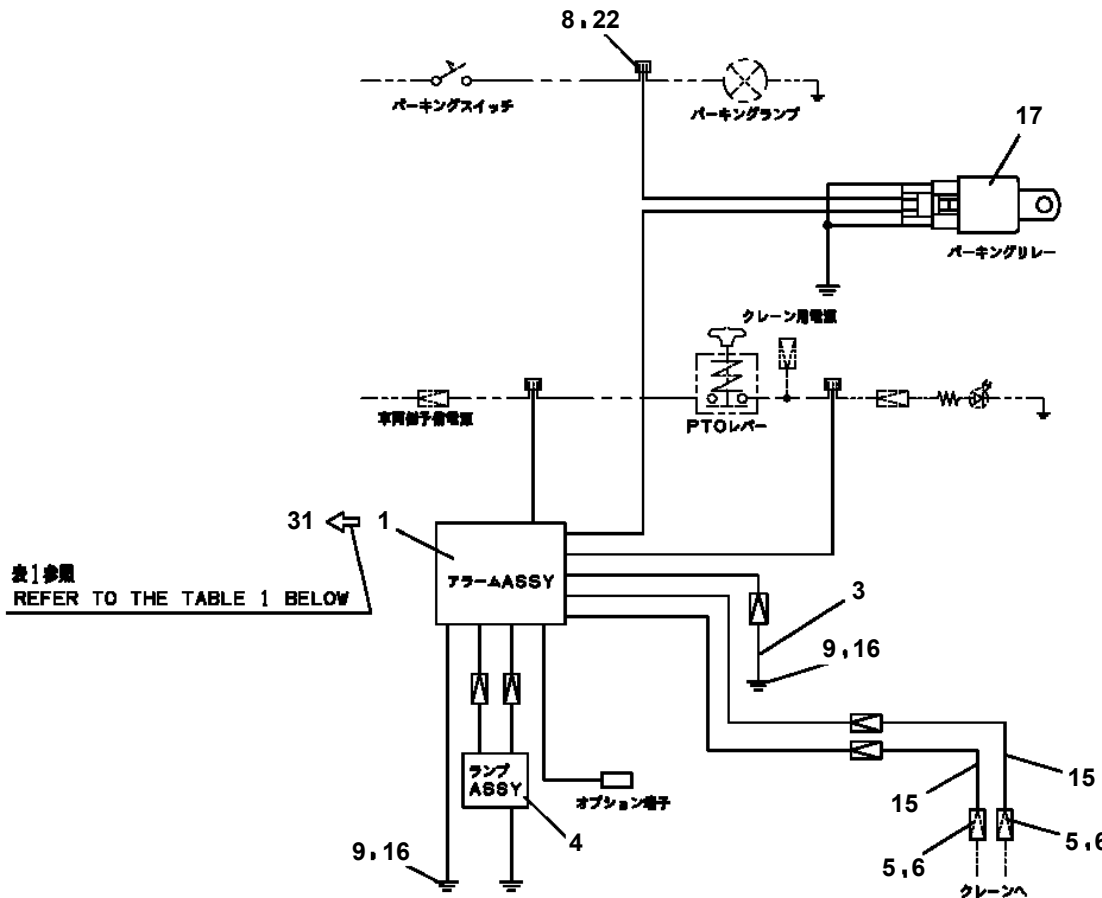 8,22
パーキングスイッチ
パーキングランプ
17
パーキングリレー
クレーン用電源
車両側予備電源
PTOレバー
31
1
表1参照
REFER TO THE TABLE 1 BELOW
アラームASSY
3
9,16
ランプ
ASSY
オプション端子
4
9,16
15
15
5,6
5,6
クレーンへ